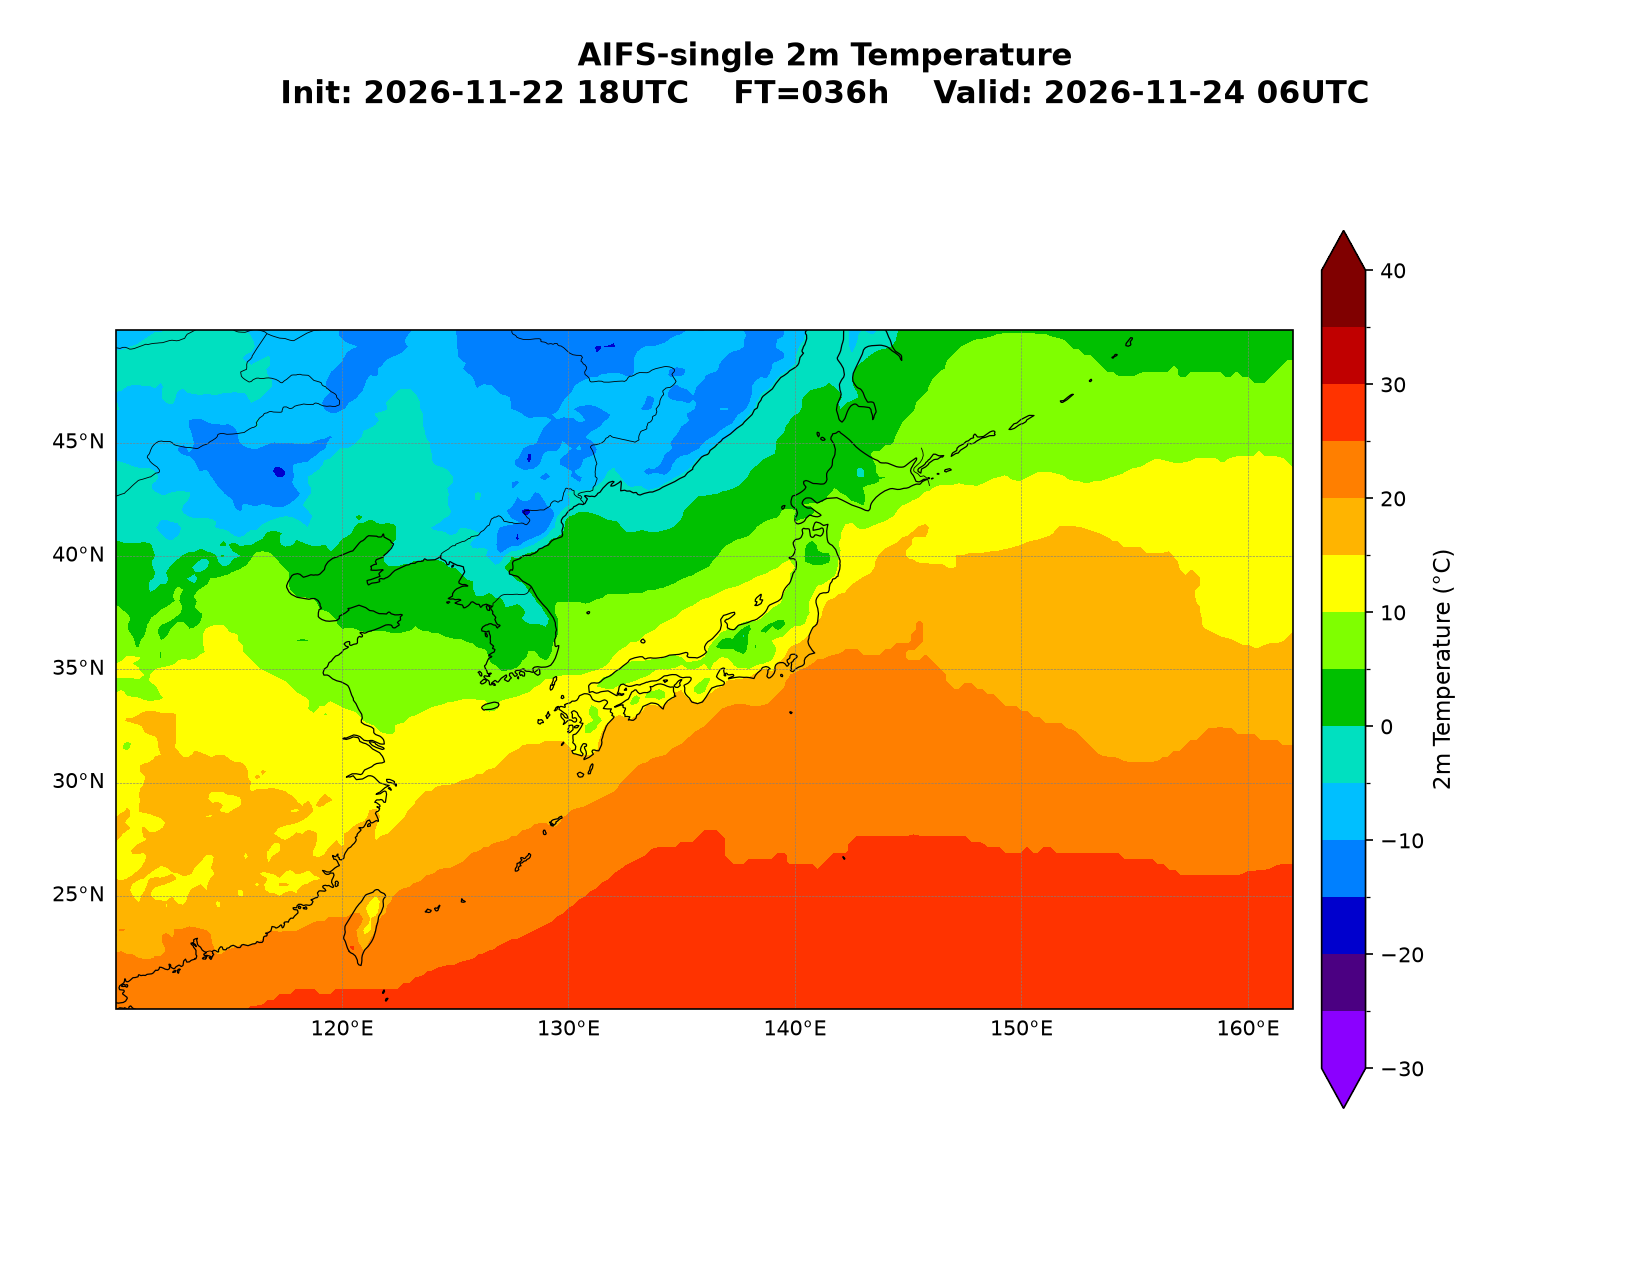 AIFS-single 2m Temperature
Init: 2026-11-22 18UTC    FT=036h    Valid: 2026-11-24 06UTC
45°N
40°N
35°N
30°N
25°N
120°E
130°E
140°E
150°E
160°E
40
30
20
10
0
−10
−20
−30
2m Temperature (°C)